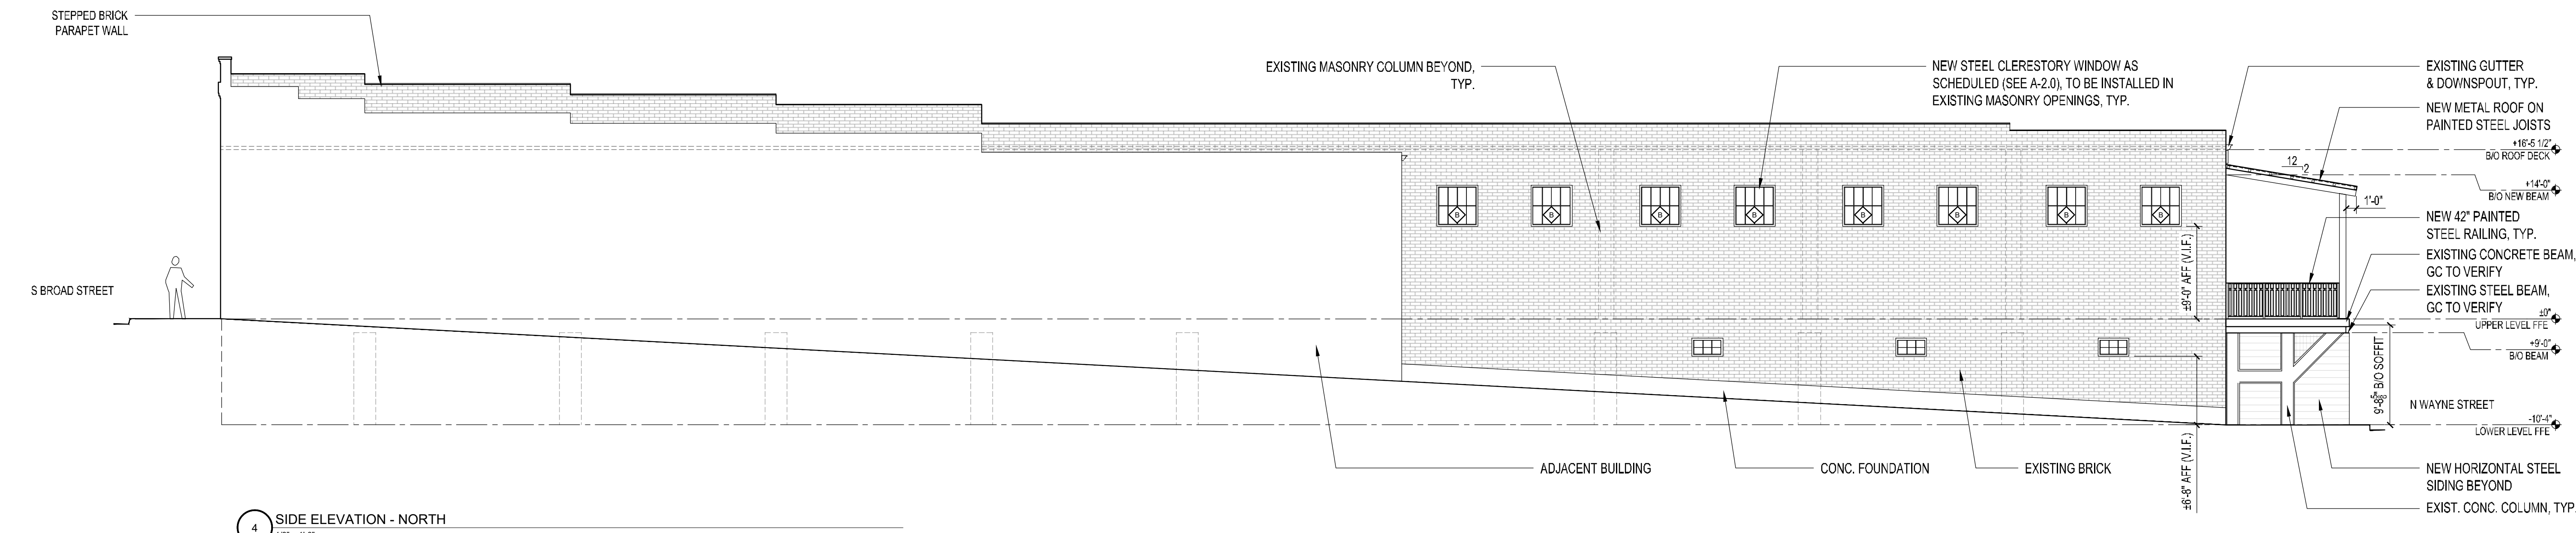 STEPPED BRICK
PARAPET WALL
EXISTING MASONRY COLUMN BEYOND,
TYP.
NEW STEEL CLERESTORY WINDOW AS
SCHEDULED (SEE A-2.0), TO BE INSTALLED IN
EXISTING MASONRY OPENINGS, TYP.
EXISTING GUTTER
& DOWNSPOUT, TYP.
NEW METAL ROOF ON
PAINTED STEEL JOISTS
+16'-5 1/2"
B/O ROOF DECK
12
2
+14'-0"
B/O NEW BEAM
1'-0"
B
B
B
B
B
B
B
B
NEW 42" PAINTED
STEEL RAILING, TYP.
±9'-0" AFF (V.I.F.)
EXISTING CONCRETE BEAM,
GC TO VERIFY
EXISTING STEEL BEAM,
GC TO VERIFY
S BROAD STREET
±0"
UPPER LEVEL FFE
+9'-0"
B/O BEAM
9'-8 5/8" B/O SOFFIT
N WAYNE STREET
-10'-4"
LOWER LEVEL FFE
±6'-8" AFF (V.I.F.)
ADJACENT BUILDING
CONC. FOUNDATION
EXISTING BRICK
NEW HORIZONTAL STEEL
SIDING BEYOND
EXIST. CONC. COLUMN, TYP.
4
SIDE ELEVATION - NORTH